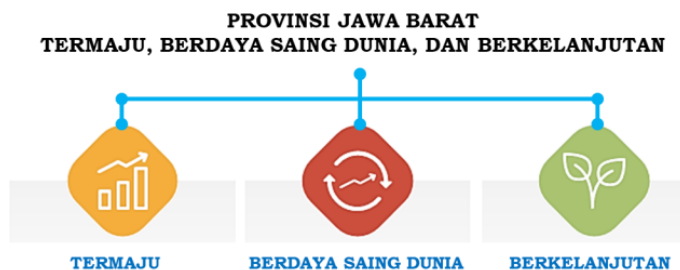 PROVINSI JAWA BARAT
TERMAJU, BERDAYA SAING DUNIA, DAN BERKELANJUTAN
TERMAJU
BERDAYA SAING DUNIA
BERKELANJUTAN